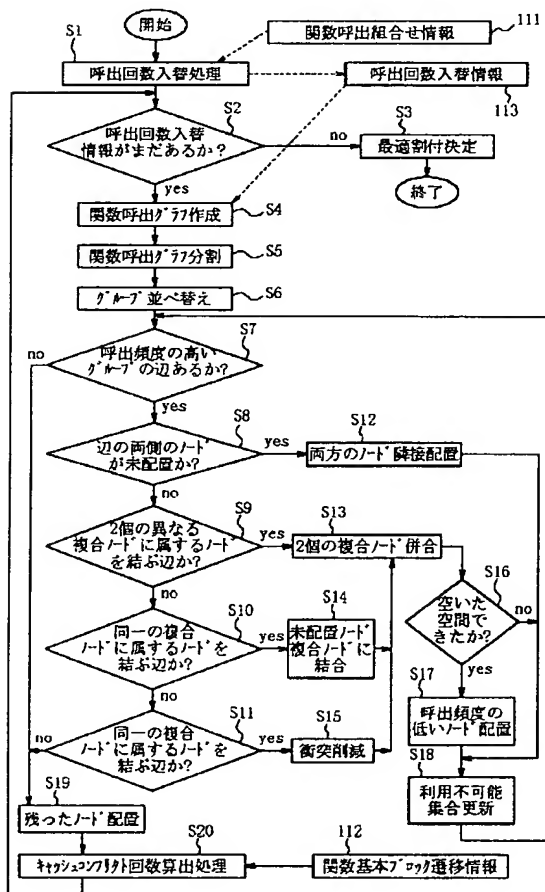 開始
S1
関数呼出組合せ情報
111
呼出回数入替処理
呼出回数入替情報
113
S2
呼出回数入替
情報がまだあるか?
no
S3
最適割付決定
yes
終了
関数呼出グラフ作成
S4
関数呼出グラフ分割
S5
グループ並べ替え
S6
S7
no
呼出頻度の高い
グループの辺あるか?
yes
S8
辺の両側のノード
が未配置か?
yes
S12
両方のノード隣接配置
no
S9
2個の異なる
複合ノードに属するノード
を結ぶ辺か?
yes
S13
2個の複合ノード併合
no
S10
同一の複合
ノードに属するノードを
結ぶ辺か?
yes
S14
未配置ノード
複合ノードに
結合
S16
空いた
空間で
きたか?
no
yes
no
S11
同一の複合
ノードに属するノードを
結ぶ辺か?
no
yes
S15
衝突削減
S17
呼出頻度の
低いノード配置
S18
利用不可能
集合更新
S19
残ったノード配置
S20
キャッシュコンフリクト回数算出処理
112
関数基本ブロック遷移情報